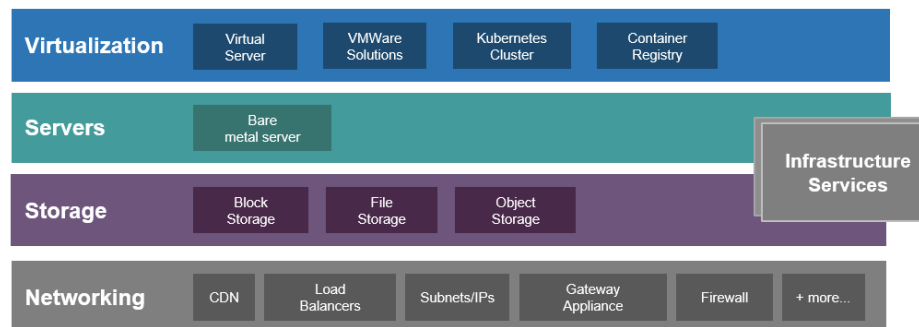 Virtualization
Virtual
Server
VMWare
Solutions
Kubernetes
Cluster
Container
Registry
Servers
Bare
metal server
Infrastructure
Services
Storage
Block
Storage
File
Storage
Object
Storage
Networking
CDN
Load
Balancers
Subnets/IPs
Gateway
Appliance
Firewall
+ more...